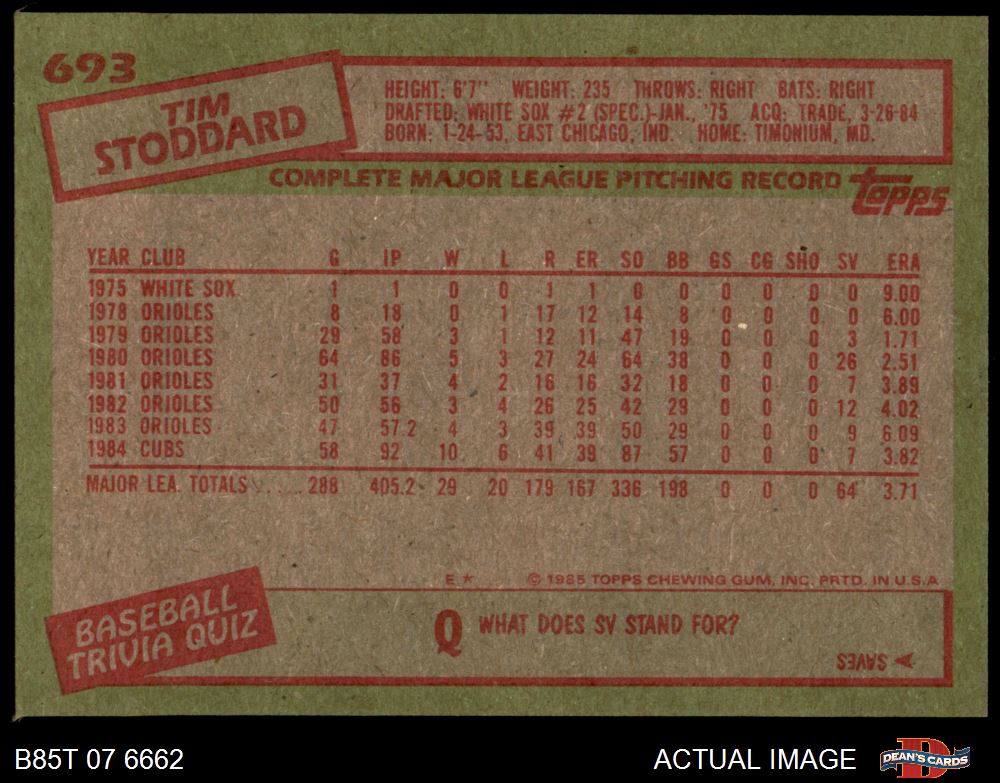 693
TIM
STODDARD
HEIGHT: 6'7" WEIGHT: 235 THROWS: RIGHT BATS: RIGHT
DRAFTED: WHITE SOX #2 (SPEC.)-JAN., '75 ACQ: TRADE, 3-26-84
BORN: 1-24-53, EAST CHICAGO, IND. HOME: TIMONIUM, MD.
COMPLETE MAJOR LEAGUE PITCHING RECORD
topps
YEAR CLUB G IP W L R ER SO BB GS CG SHO SV ERA
1975 WHITE SOX 1 1 0 0 1 1 0 0 0 0 0 0 9.00
1978 ORIOLES 8 18 0 1 17 12 14 8 0 0 0 0 6.00
1979 ORIOLES 29 58 3 1 12 11 47 19 0 0 0 3 1.71
1980 ORIOLES 64 86 5 3 27 24 64 38 0 0 0 26 2.51
1981 ORIOLES 31 37 4 2 16 16 32 18 0 0 0 7 3.89
1982 ORIOLES 50 56 3 4 26 25 42 29 0 0 0 12 4.02
1983 ORIOLES 47 57.2 4 3 39 39 50 29 0 0 0 9 6.09
1984 CUBS 58 92 10 6 41 39 87 57 0 0 0 7 3.82
MAJOR LEA. TOTALS ..... 288 405.2 29 20 179 167 336 198 0 0 0 64 3.71
E * © 1985 TOPPS CHEWING GUM, INC. PRTD. IN U.S.A
BASEBALL
TRIVIA QUIZ
Q WHAT DOES SV STAND FOR?
SAVES
B85T 07 6662
ACTUAL IMAGE
DEAN'S CARDS